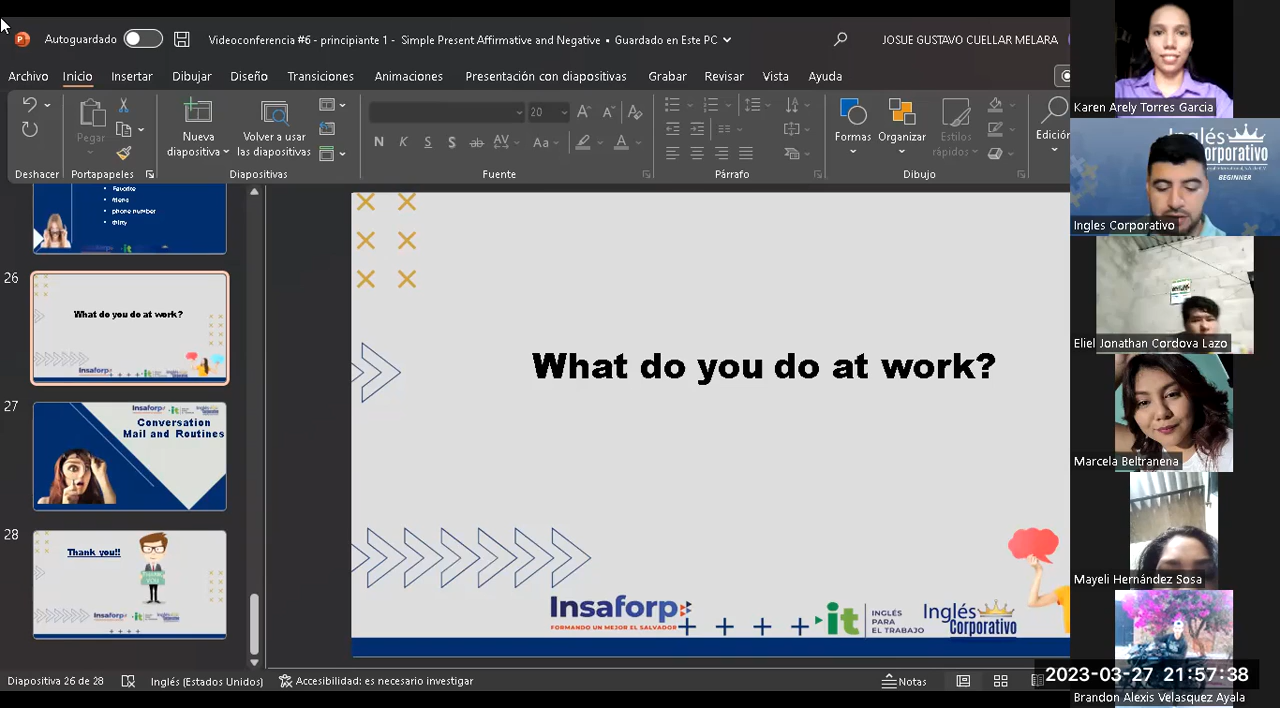 Autoguardado
Videoconferencia #6 - principiante 1 - Simple Present Affirmative and Negative • Guardado en Este PC
JOSUE GUSTAVO CUELLAR MELARA
Archivo Inicio Insertar Dibujar Diseño Transiciones Animaciones Presentación con diapositivas Grabar Revisar Vista Ayuda
Pegar
Nueva diapositiva
Volver a usar las diapositivas
20
N K S S ab AV Aa A
Formas
Organizar
Estilos rápidos
Edición
Deshacer Portapapeles Diapositivas Fuente Párrafo Dibujo
Favorite
friend
phone number
thirty
26
What do you do at work?
Insaforp
27
Conversation
Mail and Routines
28
Thank you!!
What do you do at work?
Insaforp
FORMANDO UN MEJOR EL SALVADOR
it
INGLÉS
PARA
EL TRABAJO
Inglés
Corporativo
Diapositiva 26 de 28
Inglés (Estados Unidos)
Accesibilidad: es necesario investigar
Notas
Karen Arely Torres Garcia
Inglés
Corporativo
BEGINNER
Ingles Corporativo
Eliel Jonathan Cordova Lazo
Marcela Beltranena
Mayeli Hernández Sosa
2023-03-27 21:57:38
Brandon Alexis Velasquez Ayala